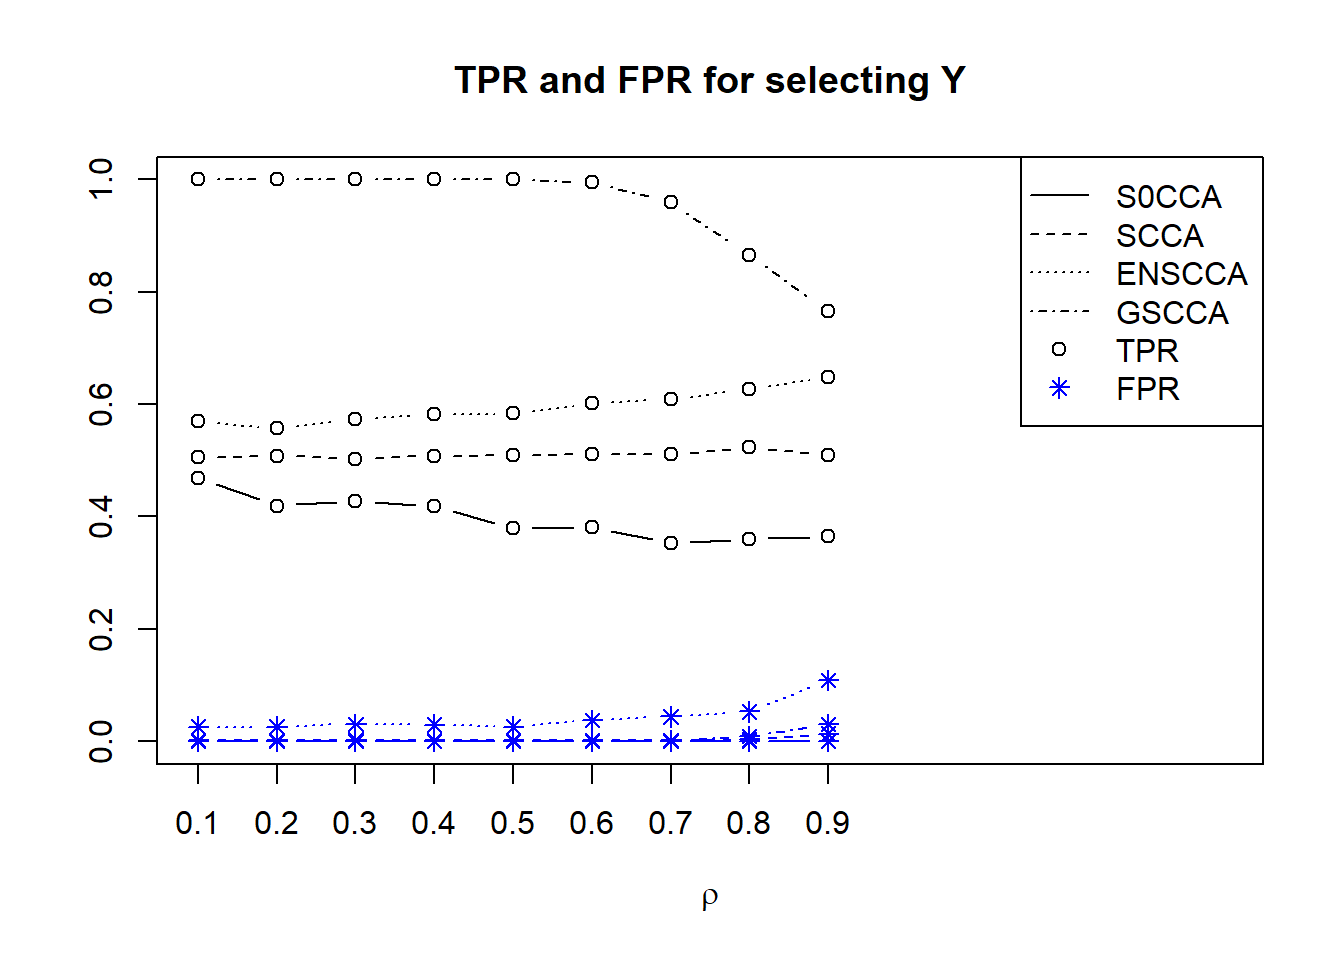 TPR and FPR for selecting Y
1.0
0.8
0.6
0.4
0.2
0.0
S0CCA
SCCA
ENSCCA
GSCCA
TPR
FPR
0.1 0.2 0.3 0.4 0.5 0.6 0.7 0.8 0.9
ρ